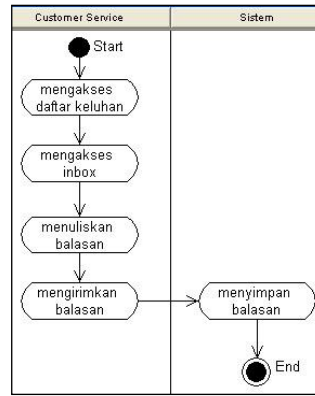 Customer Service
Sistem
Start
mengakses
daftar keluhan
mengakses
inbox
menuliskan
balasan
mengirimkan
balasan
menyimpan
balasan
End